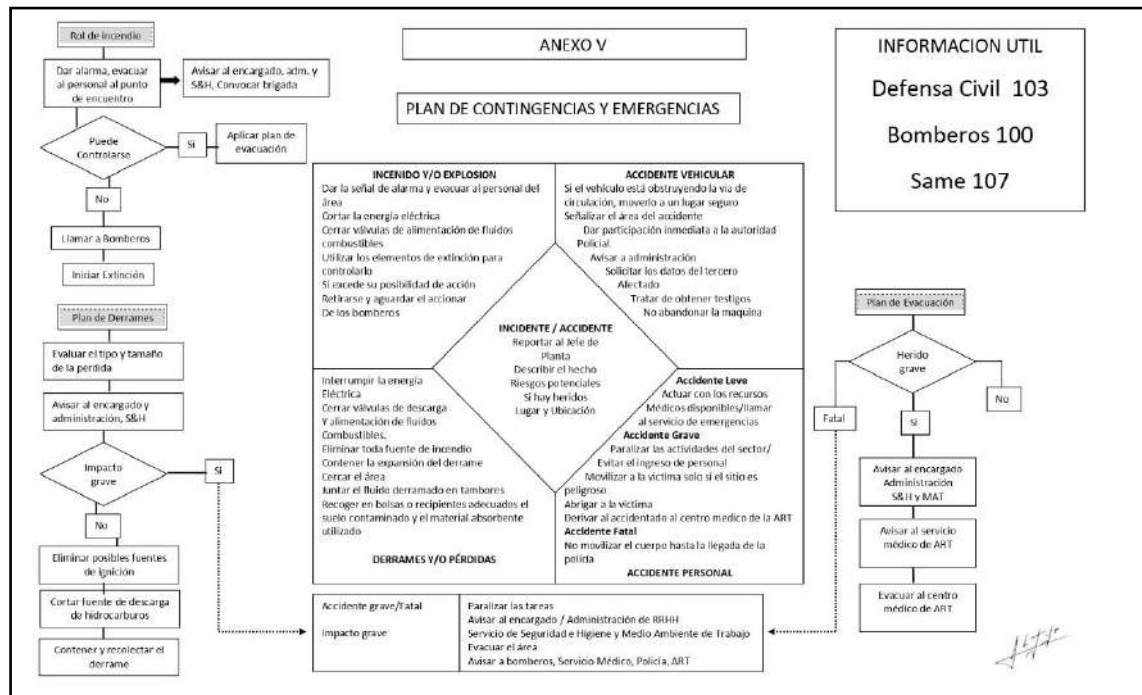 Rol de incendio
Dar alarma, evacuar
al personal al punto
de encuentro
Avisar al encargado, adm. y
S&H, Convocar brigada
Puede
Controlarse
Si
Aplicar plan de
evacuación
No
Llamar a Bomberos
Iniciar Extinción
Plan de Derrames
Evaluar el tipo y tamaño
de la perdida
Avisar al encargado y
administración, S&H
Impacto
grave
Si
No
Eliminar posibles fuentes
de ignición
Cortar fuente de descarga
de hidrocarburos
Contener y recolectar el
derrame
ANEXO V
PLAN DE CONTINGENCIAS Y EMERGENCIAS
INCENIDO Y/O EXPLOSION
Dar la señal de alarma y evacuar al personal del
área
Cortar la energía eléctrica
Cerrar válvulas de alimentación de fluidos
combustibles
Utilizar los elementos de extinción para
controlarlo
Si excede su posibilidad de acción
Retirarse y aguardar el accionar
De los bomberos
ACCIDENTE VEHICULAR
Si el vehículo está obstruyendo la vía de
circulación, moverlo a un lugar seguro
Señalizar el área del accidente
Dar participación inmediata a la autoridad
Policial.
Avisar a administración
Solicitar los datos del tercero
Afectado
Tratar de obtener testigos
No abandonar la maquina
INCIDENTE / ACCIDENTE
Reportar al Jefe de
Planta
Describir el hecho
Riesgos potenciales
Si hay heridos
Lugar y Ubicación
Interrumpir la energía
Eléctrica
Cerrar válvulas de descarga
Y alimentación de fluidos
Combustibles.
Eliminar toda fuente de incendio
Contener la expansión del derrame
Cercar el área
Juntar el fluido derramado en tambores
Recoger en bolsas o recipientes adecuados el
suelo contaminado y el material absorbente
utilizado
DERRAMES Y/O PÉRDIDAS
Accidente Leve
Actuar con los recursos
Médicos disponibles/llamar
al servicio de emergencias
Accidente Grave
Paralizar las actividades del sector/
Evitar el ingreso de personal
Movilizar a la victima solo si el sitio es
peligroso
Abrigar a la victima
Derivar al accidentado al centro medico de la ART
Accidente Fatal
No movilizar el cuerpo hasta la llegada de la
policía
ACCIDENTE PERSONAL
Accidente grave/Fatal
Impacto grave
Paralizar las tareas
Avisar al encargado / Administración de RRHH
Servicio de Seguridad e Higiene y Medio Ambiente de Trabajo
Evacuar el área
Avisar a bomberos, Servicio Médico, Policía, ART
INFORMACION UTIL
Defensa Civil 103
Bomberos 100
Same 107
Plan de Evacuación
Herido
grave
No
Fatal
Si
Avisar al encargado
Administración
S&H y MAT
Avisar al servicio
médico de ART
Evacuar al centro
médico de ART